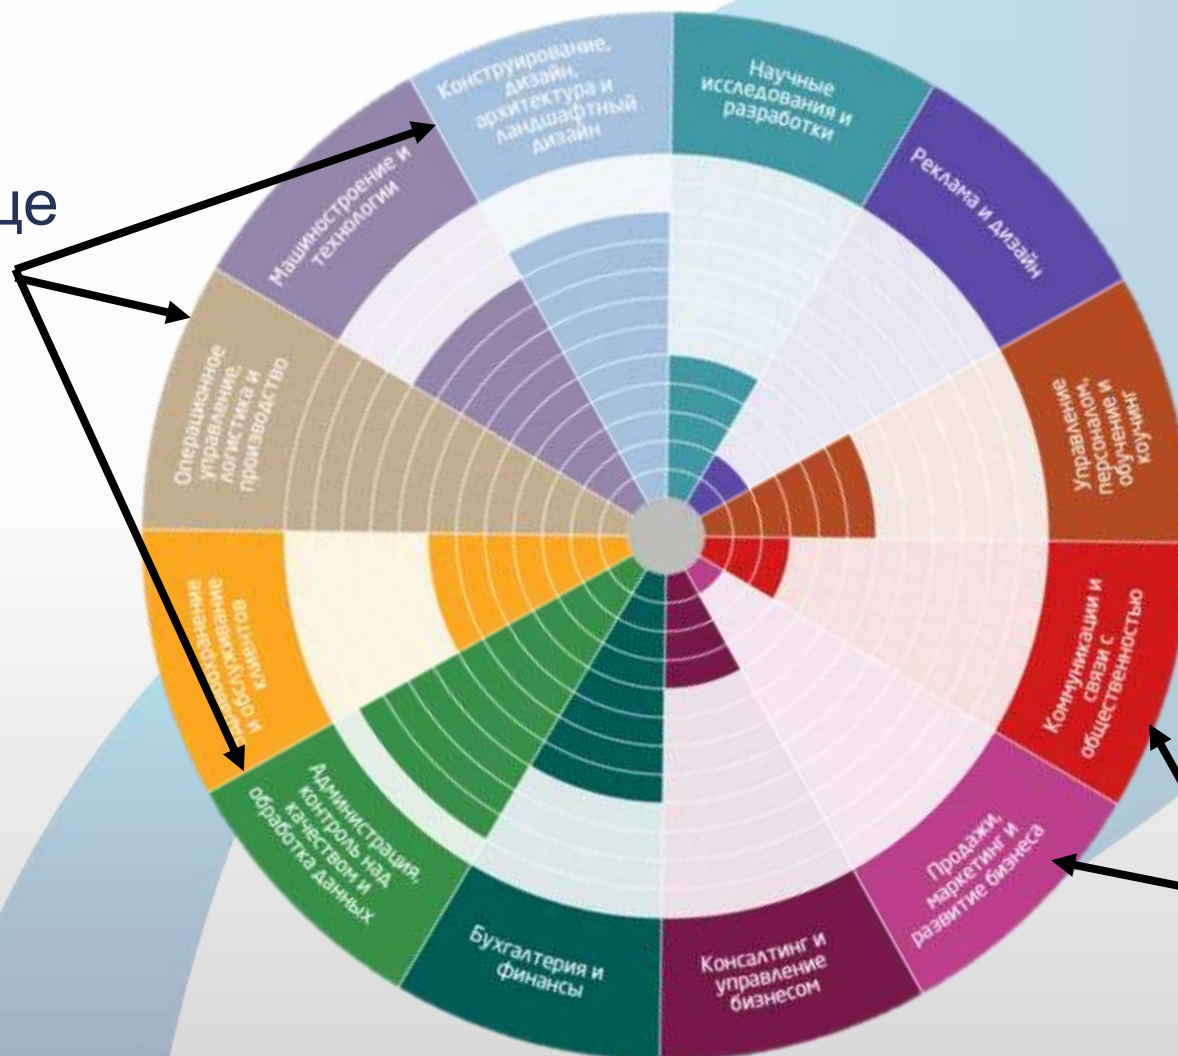 це
Конструирование,
дизайн,
архитектура и
ландшафтный
дизайн
Научные
исследования и
разработки
Реклама и дизайн
Управление
персоналом,
обучение и
коучинг
Коммуникации и
связи с
общественностью
Продажи,
маркетинг и
развитие бизнеса
Консалтинг и
управление
бизнесом
Бухгалтерия и
финансы
Администрация,
контроль над
качеством и
обработка данных
и обслуживание
клиентов
Операционное
управление,
логистика и
производство
Машиностроение и
технологии